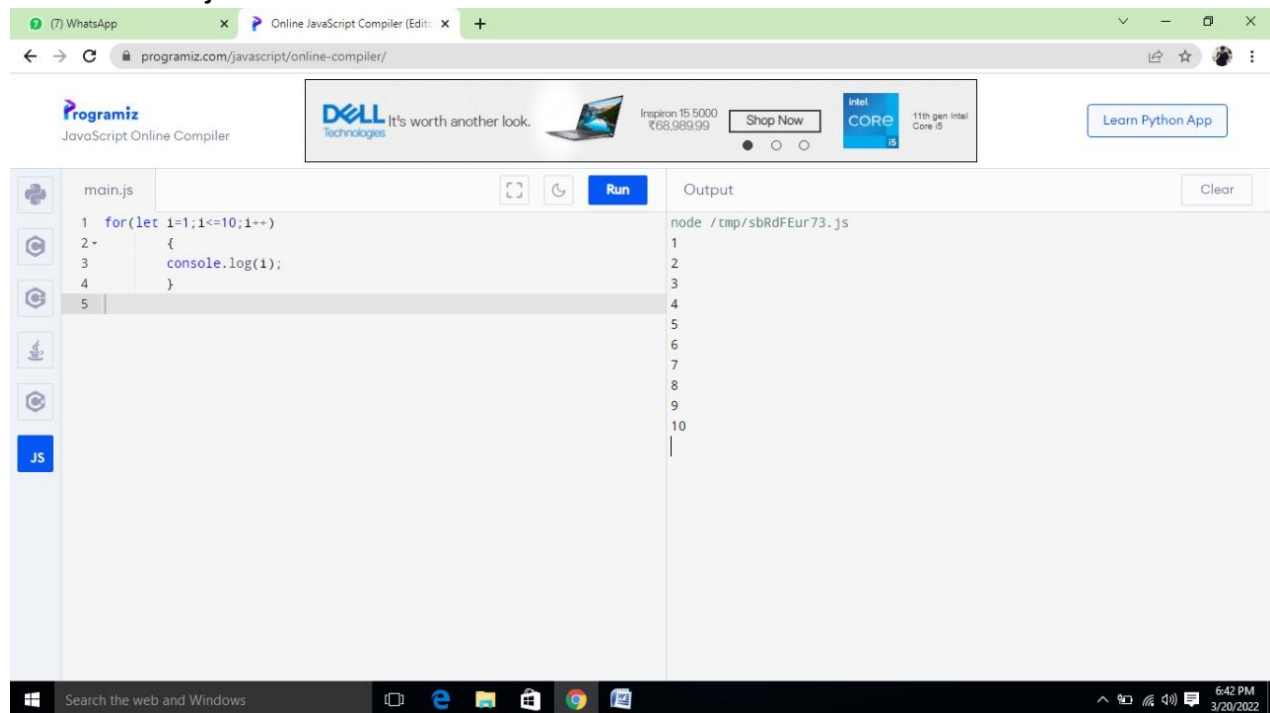 (7) WhatsApp
Online JavaScript Compiler (Edito
programiz.com/javascript/online-compiler/
Programiz
JavaScript Online Compiler
DELL
Technologies
It's worth another look.
Inspiron 15 5000
₹68,989.99
Shop Now
intel
CORE
i5
11th gen Intel
Core i5
Learn Python App
main.js
Run
Output
Clear
1 for(let i=1;i<=10;i++)
2 {
3 console.log(i);
4 }
5
node /tmp/sbRdFEur73.js
1
2
3
4
5
6
7
8
9
10
JS
Search the web and Windows
6:42 PM
3/20/2022